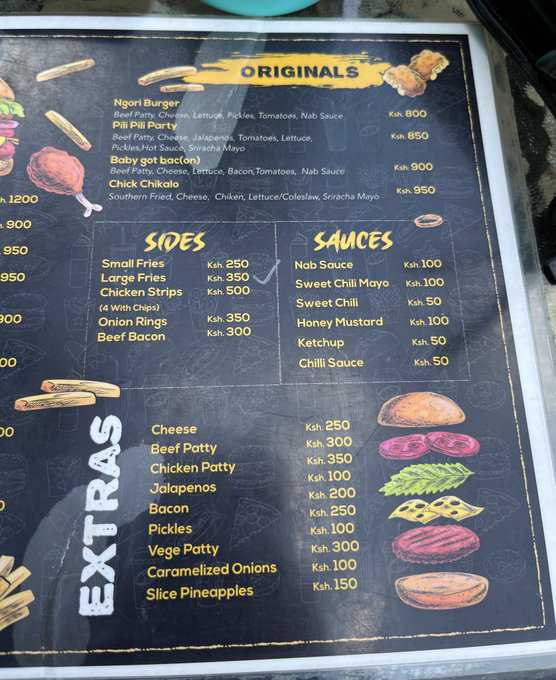 ORIGINALS
Ngori Burger Ksh. 800
Beef Patty, Cheese, Lettuce, Pickles, Tomatoes, Nab Sauce
Pili Pili Party Ksh. 850
Beef Patty, Cheese, Jalapenos, Tomatoes, Lettuce,
Pickles,Hot Sauce, Sriracha Mayo
Baby got bac(on) Ksh. 900
Beef Patty, Cheese, Lettuce, Bacon,Tomatoes, Nab Sauce
Chick Chikalo Ksh. 950
Southern Fried, Cheese, Chiken, Lettuce/Coleslaw, Sriracha Mayo
h. 1200
. 900
950
950
900
00
00
SIDES
Small Fries Ksh. 250
Large Fries Ksh. 350
Chicken Strips Ksh. 500
(4 With Chips)
Onion Rings Ksh. 350
Beef Bacon Ksh. 300
SAUCES
Nab Sauce Ksh. 100
Sweet Chili Mayo Ksh. 100
Sweet Chili Ksh. 50
Honey Mustard Ksh. 100
Ketchup Ksh. 50
Chilli Sauce Ksh. 50
EXTRAS
Cheese
Beef Patty
Chicken Patty
Jalapenos
Bacon
Pickles
Vege Patty
Caramelized Onions
Slice Pineapples
Ksh. 250
Ksh. 300
Ksh. 350
Ksh. 100
Ksh. 200
Ksh. 250
Ksh. 100
Ksh. 300
Ksh. 100
Ksh. 150